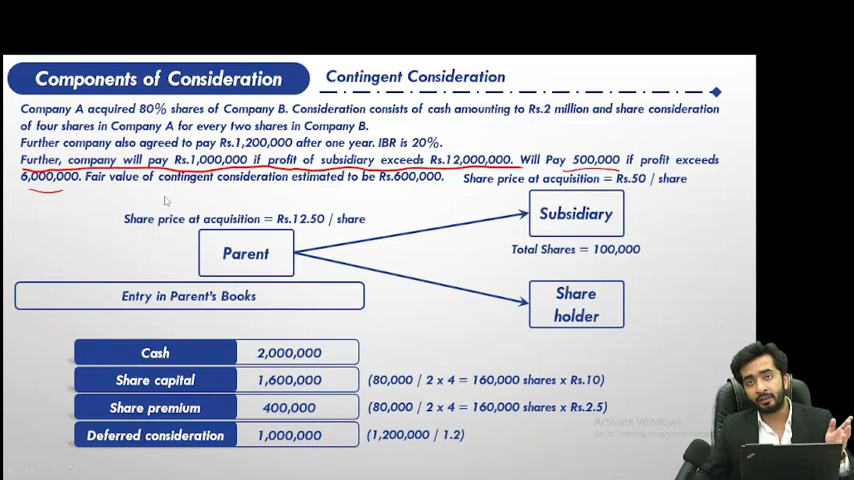 Components of Consideration
Contingent Consideration
Company A acquired 80% shares of Company B. Consideration consists of cash amounting to Rs.2 million and share consideration
of four shares in Company A for every two shares in Company B.
Further company also agreed to pay Rs.1,200,000 after one year. IBR is 20%.
Further, company will pay Rs.1,000,000 if profit of subsidiary exceeds Rs.12,000,000. Will Pay 500,000 if profit exceeds
6,000,000. Fair value of contingent consideration estimated to be Rs.600,000.
Share price at acquisition = Rs.50 / share
Share price at acquisition = Rs.12.50 / share
Subsidiary
Parent
Total Shares = 100,000
Entry in Parent's Books
Share
holder
Cash 2,000,000
Share capital 1,600,000 (80,000 / 2 x 4 = 160,000 shares x Rs.10)
Share premium 400,000 (80,000 / 2 x 4 = 160,000 shares x Rs.2.5)
Deferred consideration 1,000,000 (1,200,000 / 1.2)
Activate Windows